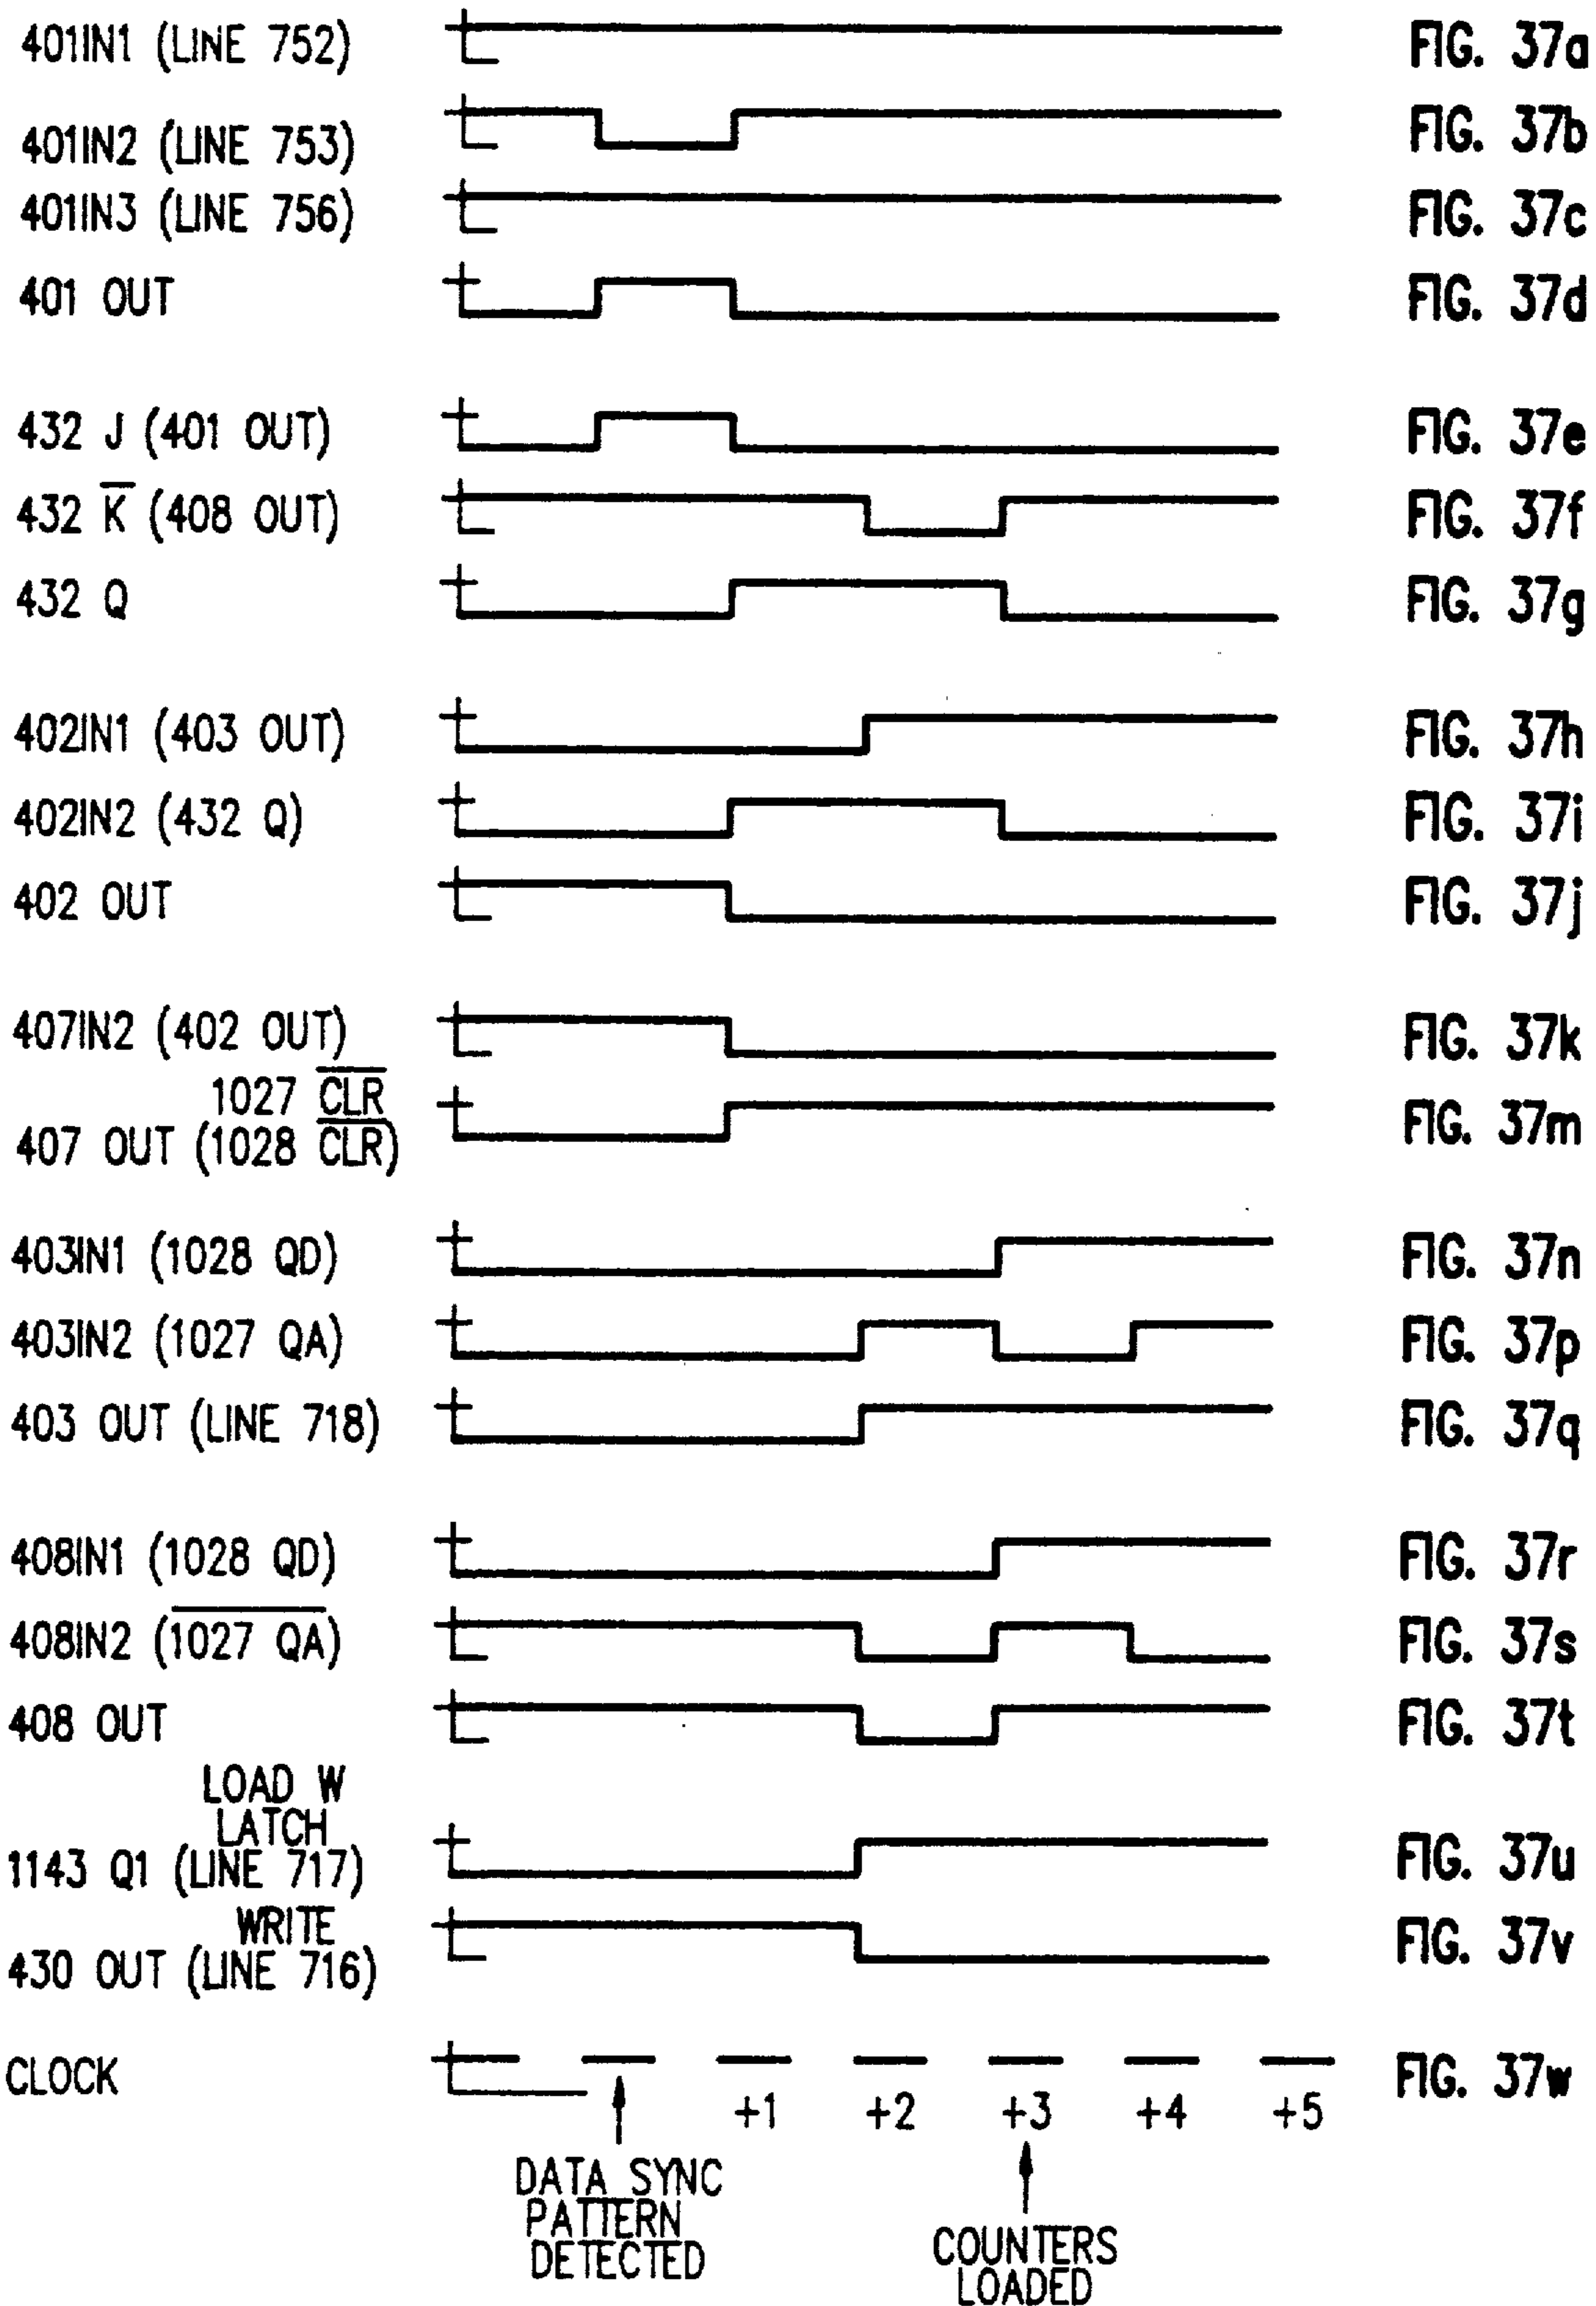 401IN1 (LINE 752) FIG. 37a
401IN2 (LINE 753) FIG. 37b
401IN3 (LINE 756) FIG. 37c
401 OUT FIG. 37d
432 J (401 OUT) FIG. 37e
432 K̅ (408 OUT) FIG. 37f
432 Q FIG. 37g
402IN1 (403 OUT) FIG. 37h
402IN2 (432 Q) FIG. 37i
402 OUT FIG. 37j
407IN2 (402 OUT) FIG. 37k
1027 C̅L̅R̅
407 OUT (1028 C̅L̅R̅) FIG. 37m
403IN1 (1028 QD) FIG. 37n
403IN2 (1027 QA) FIG. 37p
403 OUT (LINE 718) FIG. 37q
408IN1 (1028 QD) FIG. 37r
408IN2 (1̅0̅2̅7̅ ̅Q̅A̅) FIG. 37s
408 OUT FIG. 37t
LOAD W
LATCH
1143 Q1 (LINE 717) FIG. 37u
WRITE
430 OUT (LINE 716) FIG. 37v
CLOCK FIG. 37w
+1 +2 +3 +4 +5
DATA SYNC
PATTERN
DETECTED
COUNTERS
LOADED